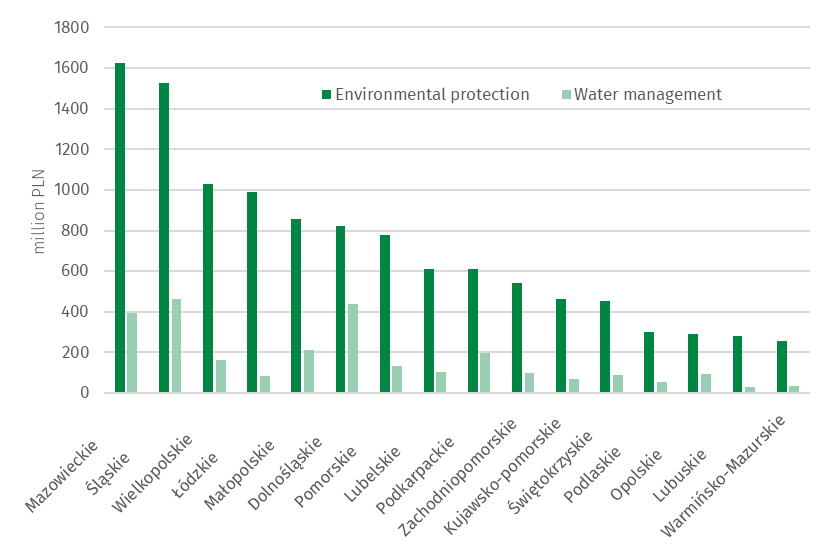 1800
1600
Environmental protection Water management
1400
1200
1000
800
600
400
200
0
million PLN
Mazowieckie
Śląskie
Wielkopolskie
Łódzkie
Małopolskie
Dolnośląskie
Pomorskie
Lubelskie
Podkarpackie
Zachodniopomorskie
Kujawsko-pomorskie
Świętokrzyskie
Podlaskie
Opolskie
Lubuskie
Warmińsko-Mazurskie